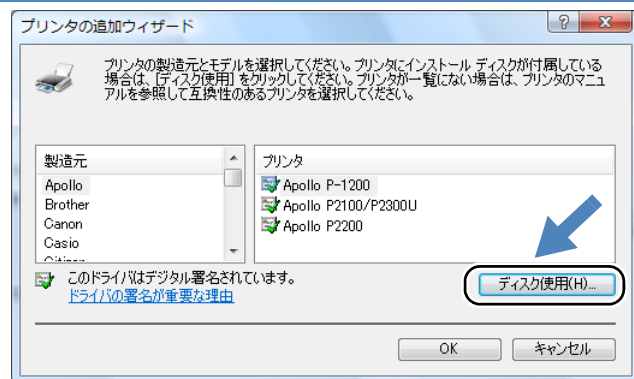 プリンタの追加ウィザード
プリンタの製造元とモデルを選択してください。プリンタにインストール ディスクが付属している
場合は、[ディスク使用] をクリックしてください。プリンタが一覧にない場合は、プリンタのマニュ
アルを参照して互換性のあるプリンタを選択してください。
製造元
Apollo
Brother
Canon
Casio
Citizen
プリンタ
Apollo P-1200
Apollo P2100/P2300U
Apollo P2200
このドライバはデジタル署名されています。
ドライバの署名が重要な理由
ディスク使用(H)...
OK
キャンセル